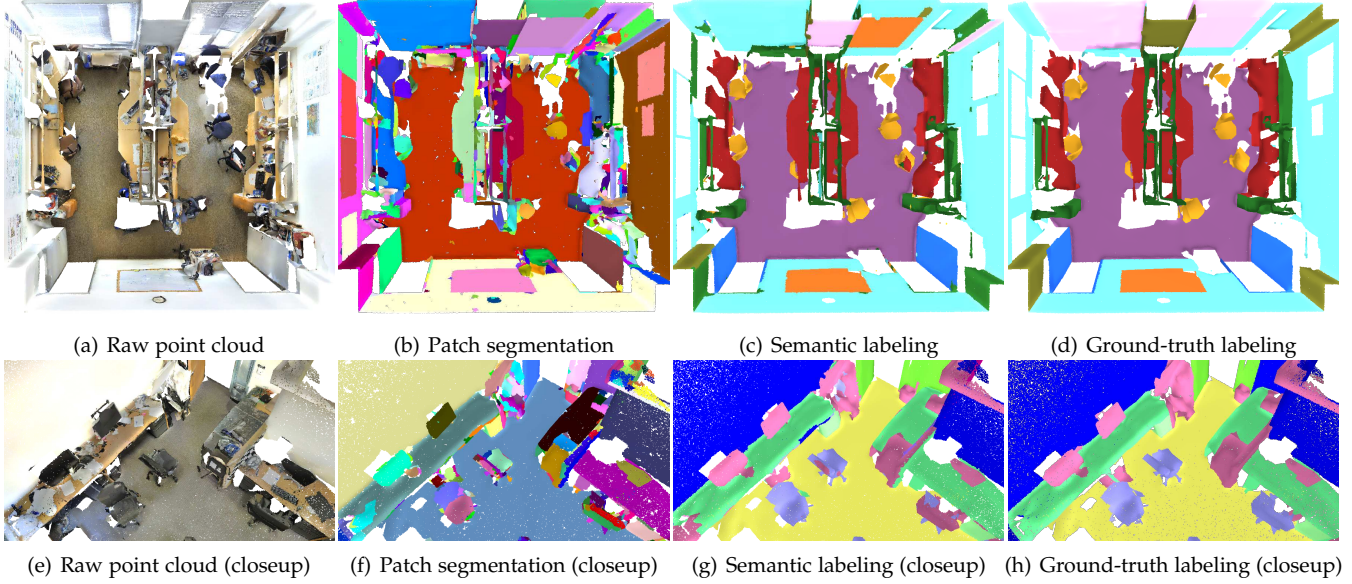 (a) Raw point cloud
(b) Patch segmentation
(c) Semantic labeling
(d) Ground-truth labeling
(e) Raw point cloud (closeup)
(f) Patch segmentation (closeup)
(g) Semantic labeling (closeup)
(h) Ground-truth labeling (closeup)